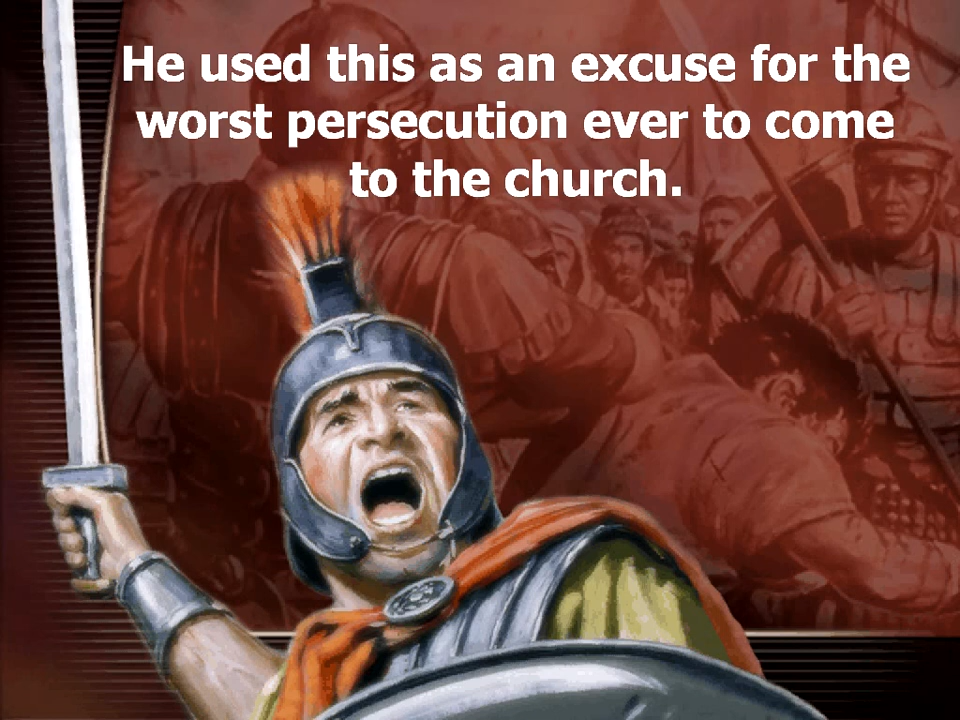 He used this as an excuse for the
worst persecution ever to come
to the church.